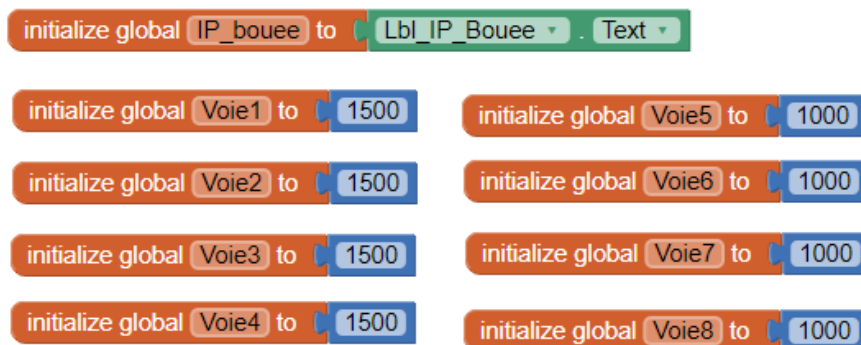 initialize global IP_bouee to Lbl_IP_Bouee . Text
initialize global Voie1 to 1500
initialize global Voie2 to 1500
initialize global Voie3 to 1500
initialize global Voie4 to 1500
initialize global Voie5 to 1000
initialize global Voie6 to 1000
initialize global Voie7 to 1000
initialize global Voie8 to 1000